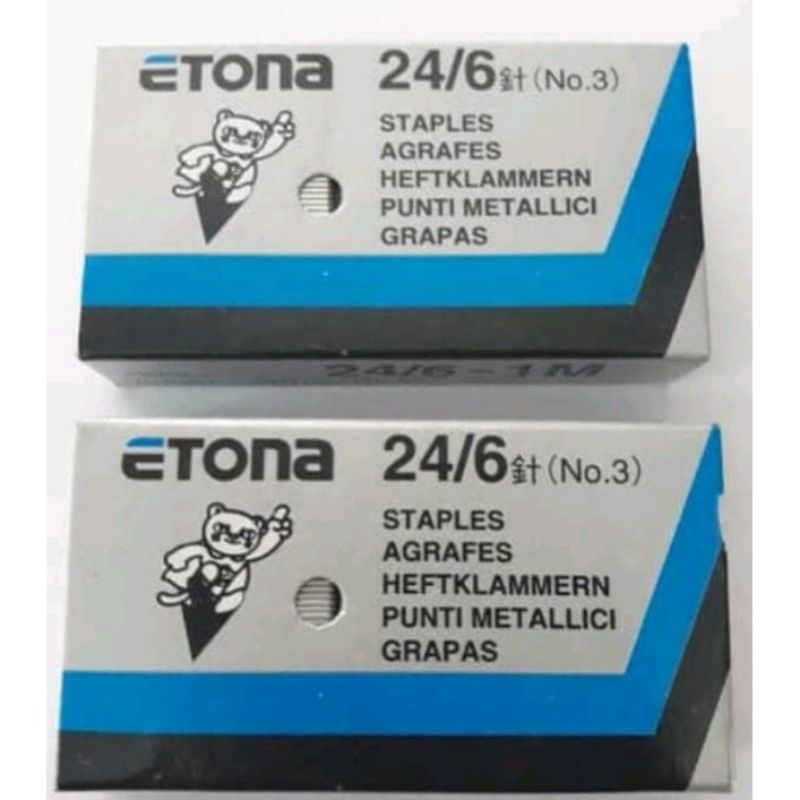 ETONA 24/6針(No.3)
STAPLES
AGRAFES
HEFTKLAMMERN
PUNTI METALLICI
GRAPAS
24/6-1M
ETONA 24/6針(No.3)
STAPLES
AGRAFES
HEFTKLAMMERN
PUNTI METALLICI
GRAPAS